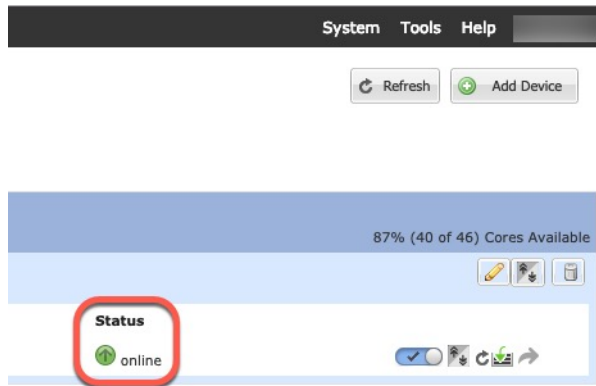 System Tools Help
Refresh Add Device
87% (40 of 46) Cores Available
Status
online